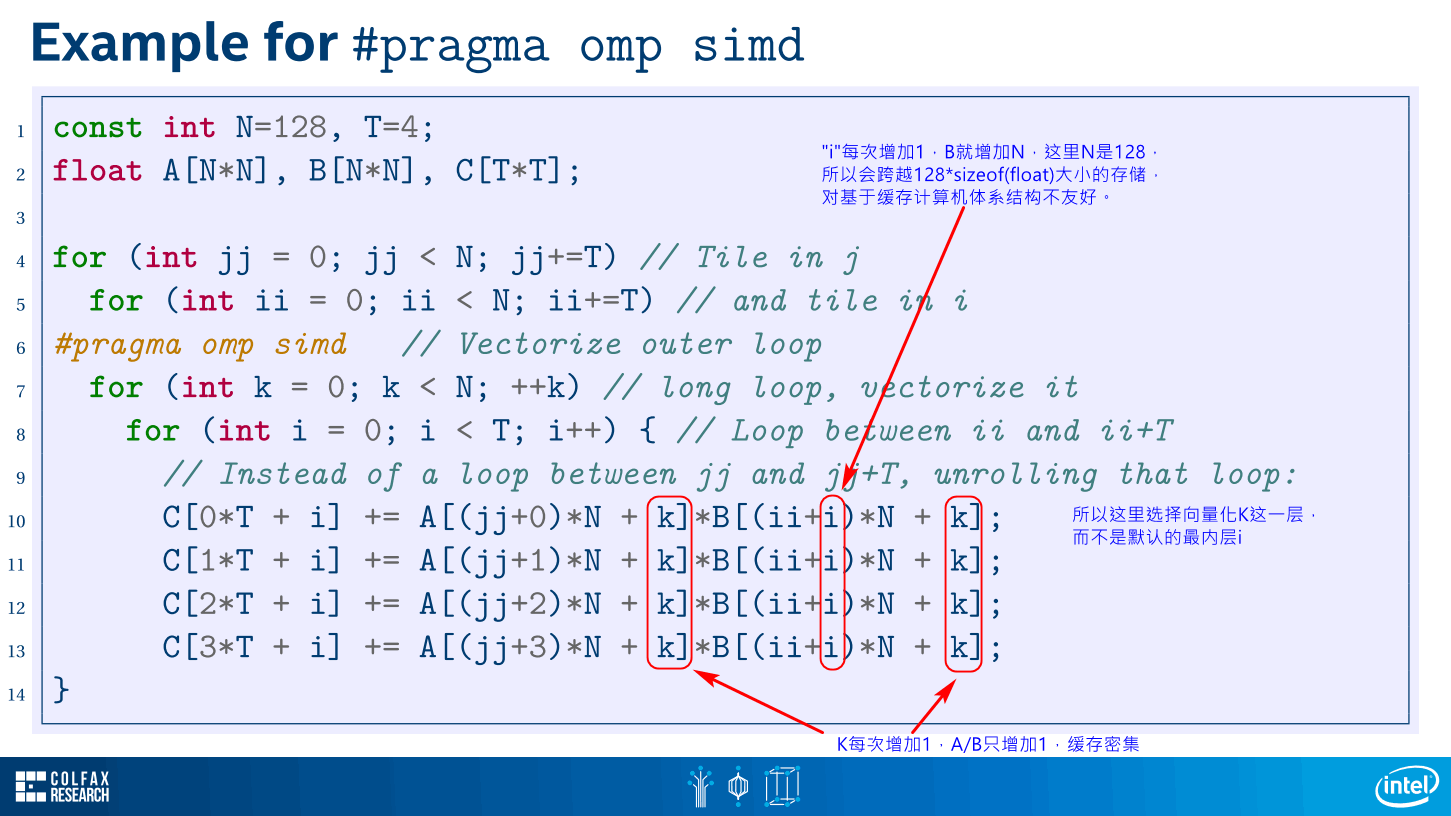 Example for #pragma omp simd
1 const int N=128, T=4;
2 float A[N*N], B[N*N], C[T*T];
"i"每次增加1，B就增加N，这里N是128，
所以会跨越128*sizeof(float)大小的存储，
对基于缓存计算机体系结构不友好。
3
4 for (int jj = 0; jj < N; jj+=T) // Tile in j
5 for (int ii = 0; ii < N; ii+=T) // and tile in i
6 #pragma omp simd // Vectorize outer loop
7 for (int k = 0; k < N; ++k) // long loop, vectorize it
8 for (int i = 0; i < T; i++) { // Loop between ii and ii+T
9 // Instead of a loop between jj and jj+T, unrolling that loop:
10 C[0*T + i] += A[(jj+0)*N + k]*B[(ii+i)*N + k];
11 C[1*T + i] += A[(jj+1)*N + k]*B[(ii+i)*N + k];
12 C[2*T + i] += A[(jj+2)*N + k]*B[(ii+i)*N + k];
13 C[3*T + i] += A[(jj+3)*N + k]*B[(ii+i)*N + k];
14 }
所以这里选择向量化K这一层，
而不是默认的最内层i
K每次增加1，A/B只增加1，缓存密集
COLFAX
RESEARCH
intel